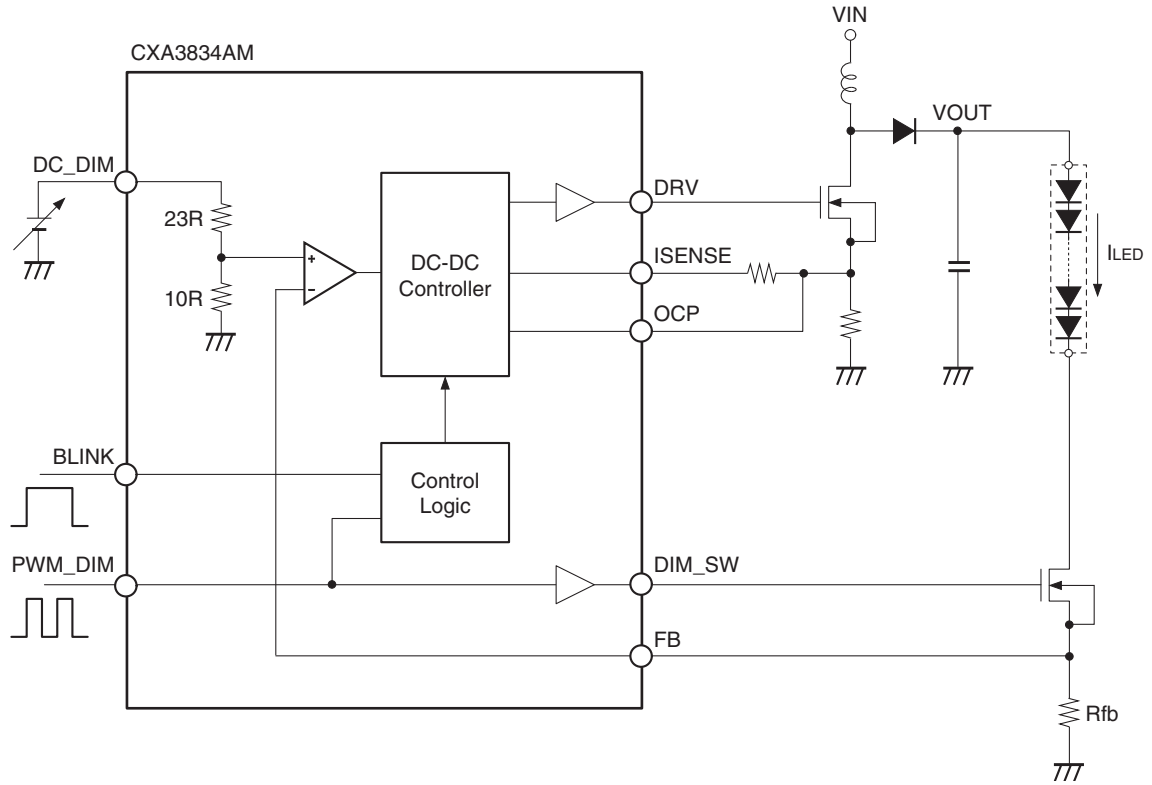 VIN
CXA3834AM
VOUT
DC_DIM
DRV
23R
ISENSE
DC-DC
Controller
ILED
+
−
10R
OCP
BLINK
Control
Logic
PWM_DIM
DIM_SW
FB
Rfb